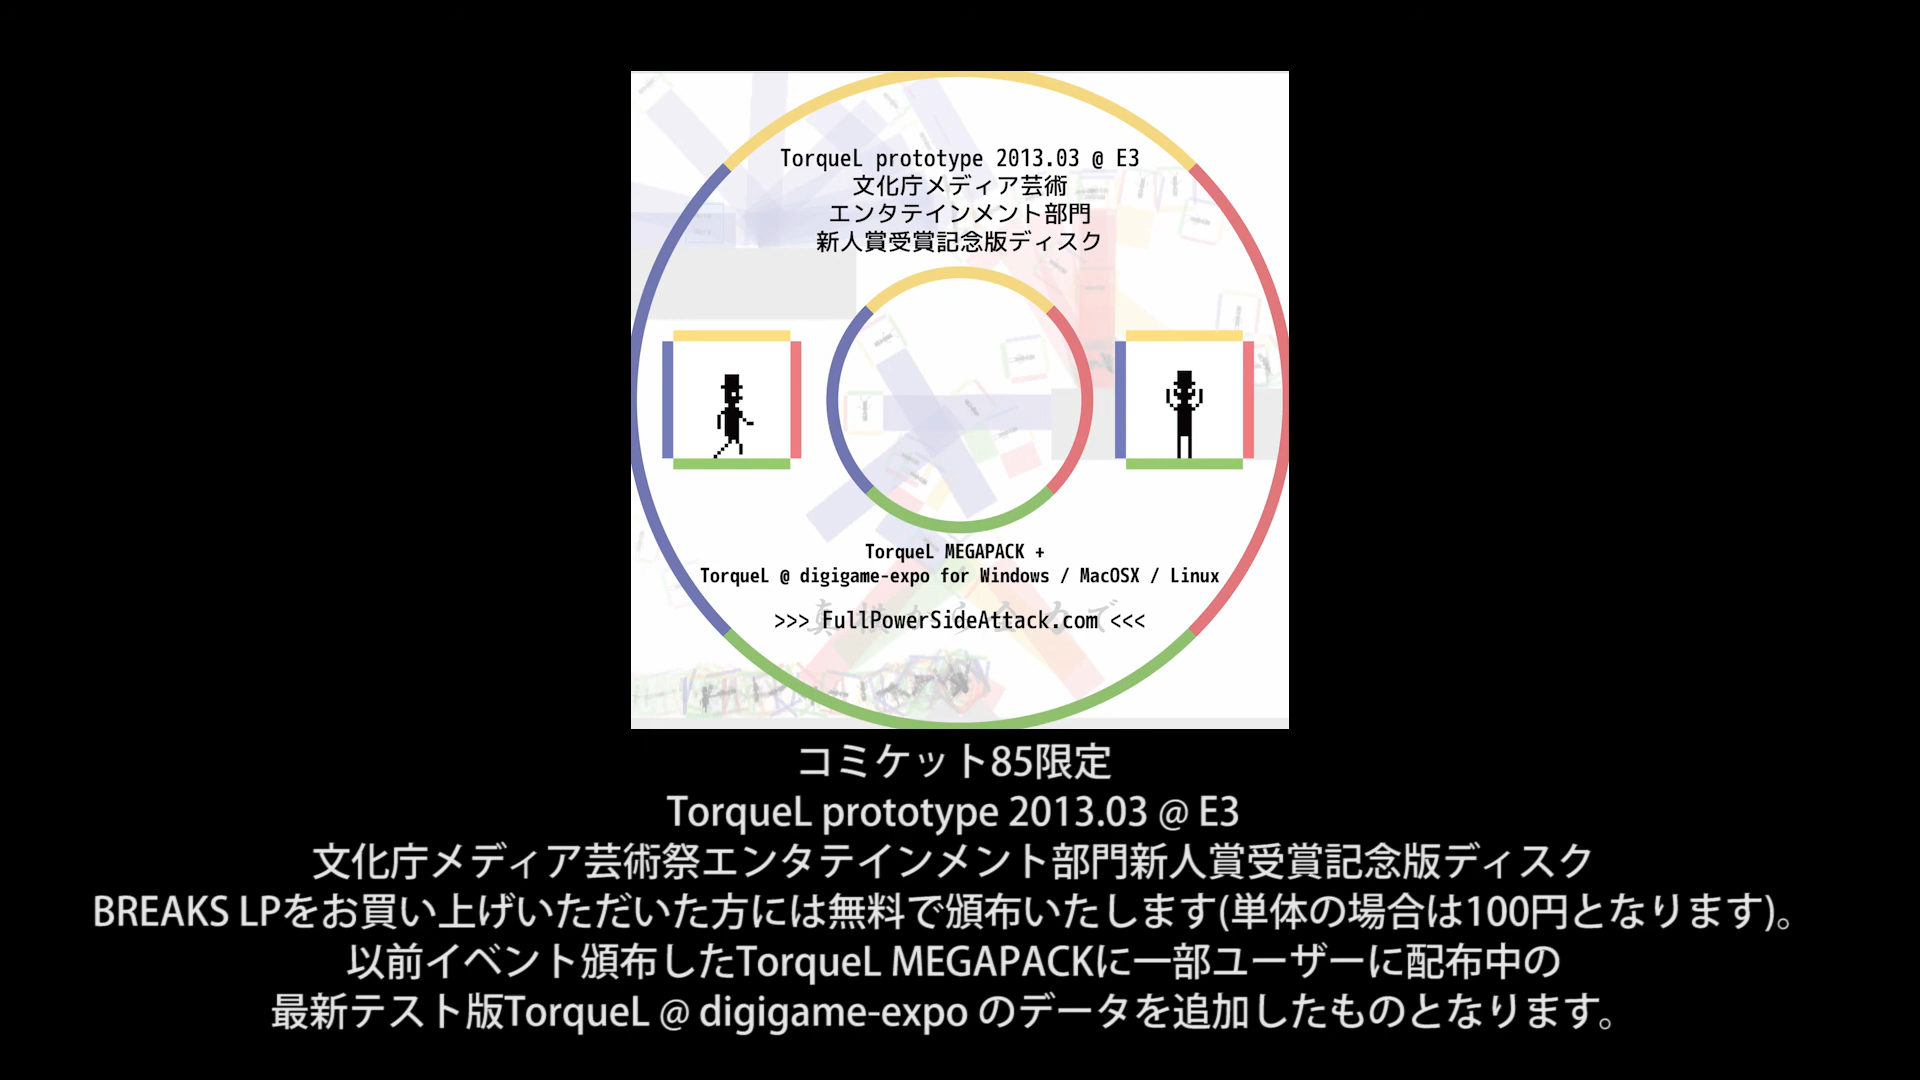 TorqueL prototype 2013.03 @ E3
文化庁メディア芸術
エンタテインメント部門
新人賞受賞記念版ディスク
TorqueL MEGAPACK +
TorqueL @ digigame-expo for Windows / MacOSX / Linux
>>> FullPowerSideAttack.com <<<
コミケット85限定
TorqueL prototype 2013.03 @ E3
文化庁メディア芸術祭エンタテインメント部門新人賞受賞記念版ディスク
BREAKS LPをお買い上げいただいた方には無料で頒布いたします(単体の場合は100円となります)。
以前イベント頒布したTorqueL MEGAPACKに一部ユーザーに配布中の
最新テスト版TorqueL @ digigame-expo のデータを追加したものとなります。